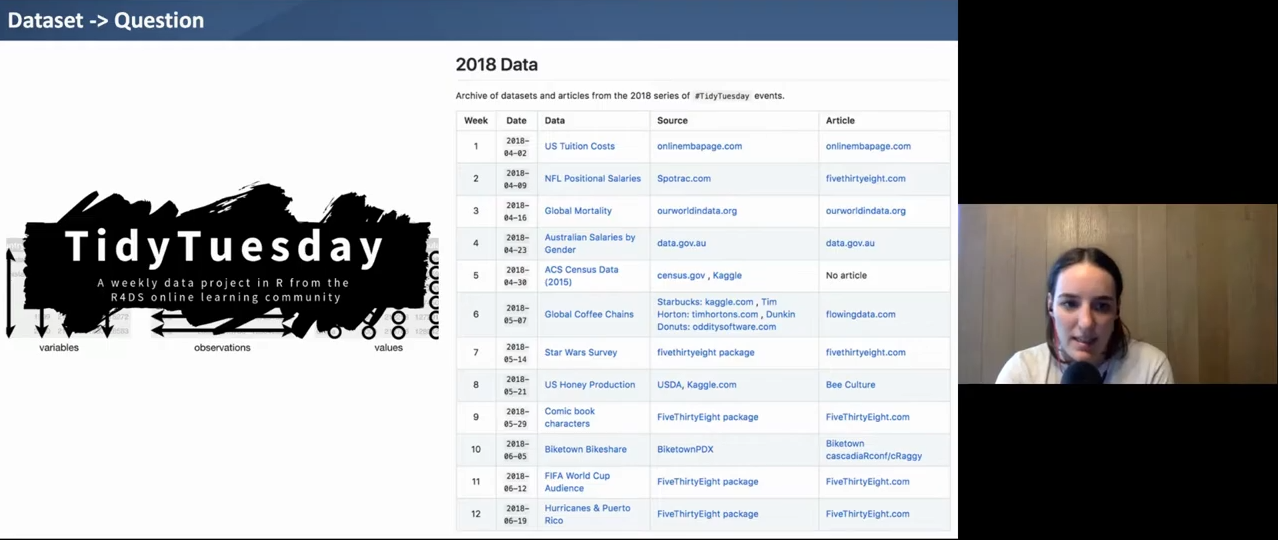 Dataset -> Question
TidyTuesday
A weekly data project in R from the
R4DS online learning community
variables
observations
values
2018 Data
Archive of datasets and articles from the 2018 series of #TidyTuesday events.
Week Date Data Source Article
1 2018-04-02 US Tuition Costs onlinembapage.com onlinembapage.com
2 2018-04-09 NFL Positional Salaries Spotrac.com fivethirtyeight.com
3 2018-04-16 Global Mortality ourworldindata.org ourworldindata.org
4 2018-04-23 Australian Salaries by Gender data.gov.au data.gov.au
5 2018-04-30 ACS Census Data (2015) census.gov , Kaggle No article
6 2018-05-07 Global Coffee Chains Starbucks: kaggle.com , Tim Horton: timhortons.com , Dunkin Donuts: odditysoftware.com flowingdata.com
7 2018-05-14 Star Wars Survey fivethirtyeight package fivethirtyeight.com
8 2018-05-21 US Honey Production USDA, Kaggle.com Bee Culture
9 2018-05-29 Comic book characters FiveThirtyEight package FiveThirtyEight.com
10 2018-06-05 Biketown Bikeshare BiketownPDX Biketown cascadiaRconf/cRaggy
11 2018-06-12 FIFA World Cup Audience FiveThirtyEight package FiveThirtyEight.com
12 2018-06-19 Hurricanes & Puerto Rico FiveThirtyEight package FiveThirtyEight.com